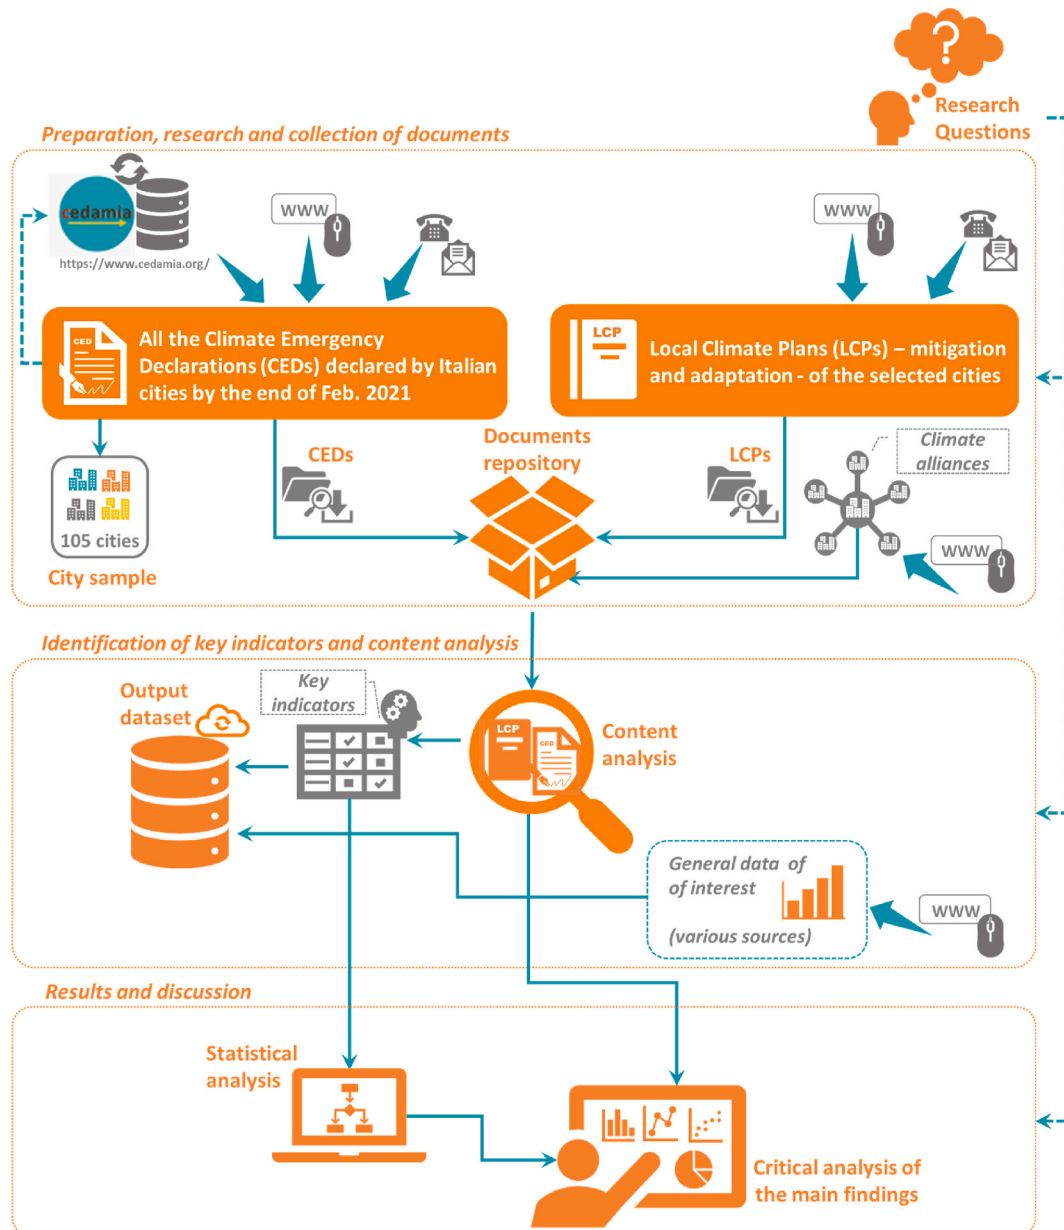 Research
Questions
Preparation, research and collection of documents
cedamia
https://www.cedamia.org/
WWW
WWW
CED
All the Climate Emergency
Declarations (CEDs) declared by Italian
cities by the end of Feb. 2021
LCP
Local Climate Plans (LCPs) – mitigation
and adaptation - of the selected cities
Documents
repository
CEDs
LCPs
Climate
alliances
105 cities
City sample
WWW
Identification of key indicators and content analysis
Output
dataset
Key
indicators
LCP
CED
Content
analysis
General data of
of interest
(various sources)
WWW
Results and discussion
Statistical
analysis
Critical analysis of
the main findings